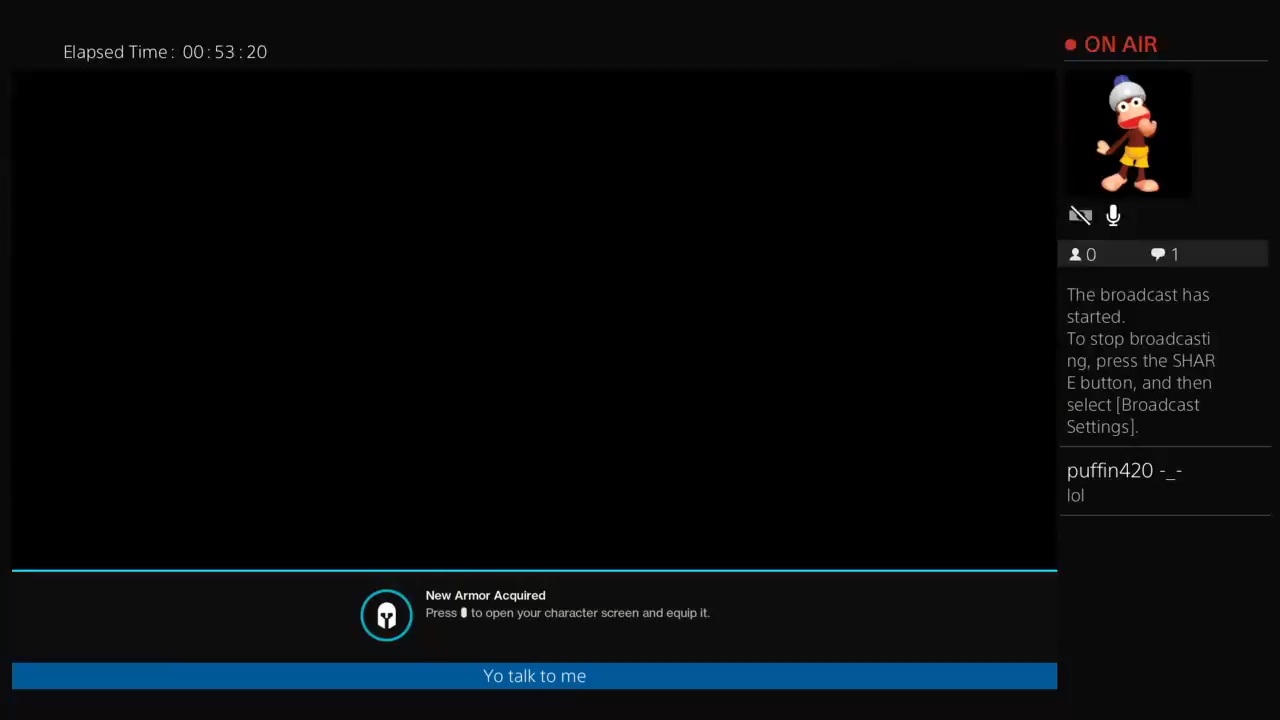 Elapsed Time: 00:53:20
ON AIR
0 1
The broadcast has
started.
To stop broadcasti
ng, press the SHAR
E button, and then
select [Broadcast
Settings].
puffin420 -_-
lol
New Armor Acquired
Press to open your character screen and equip it.
Yo talk to me